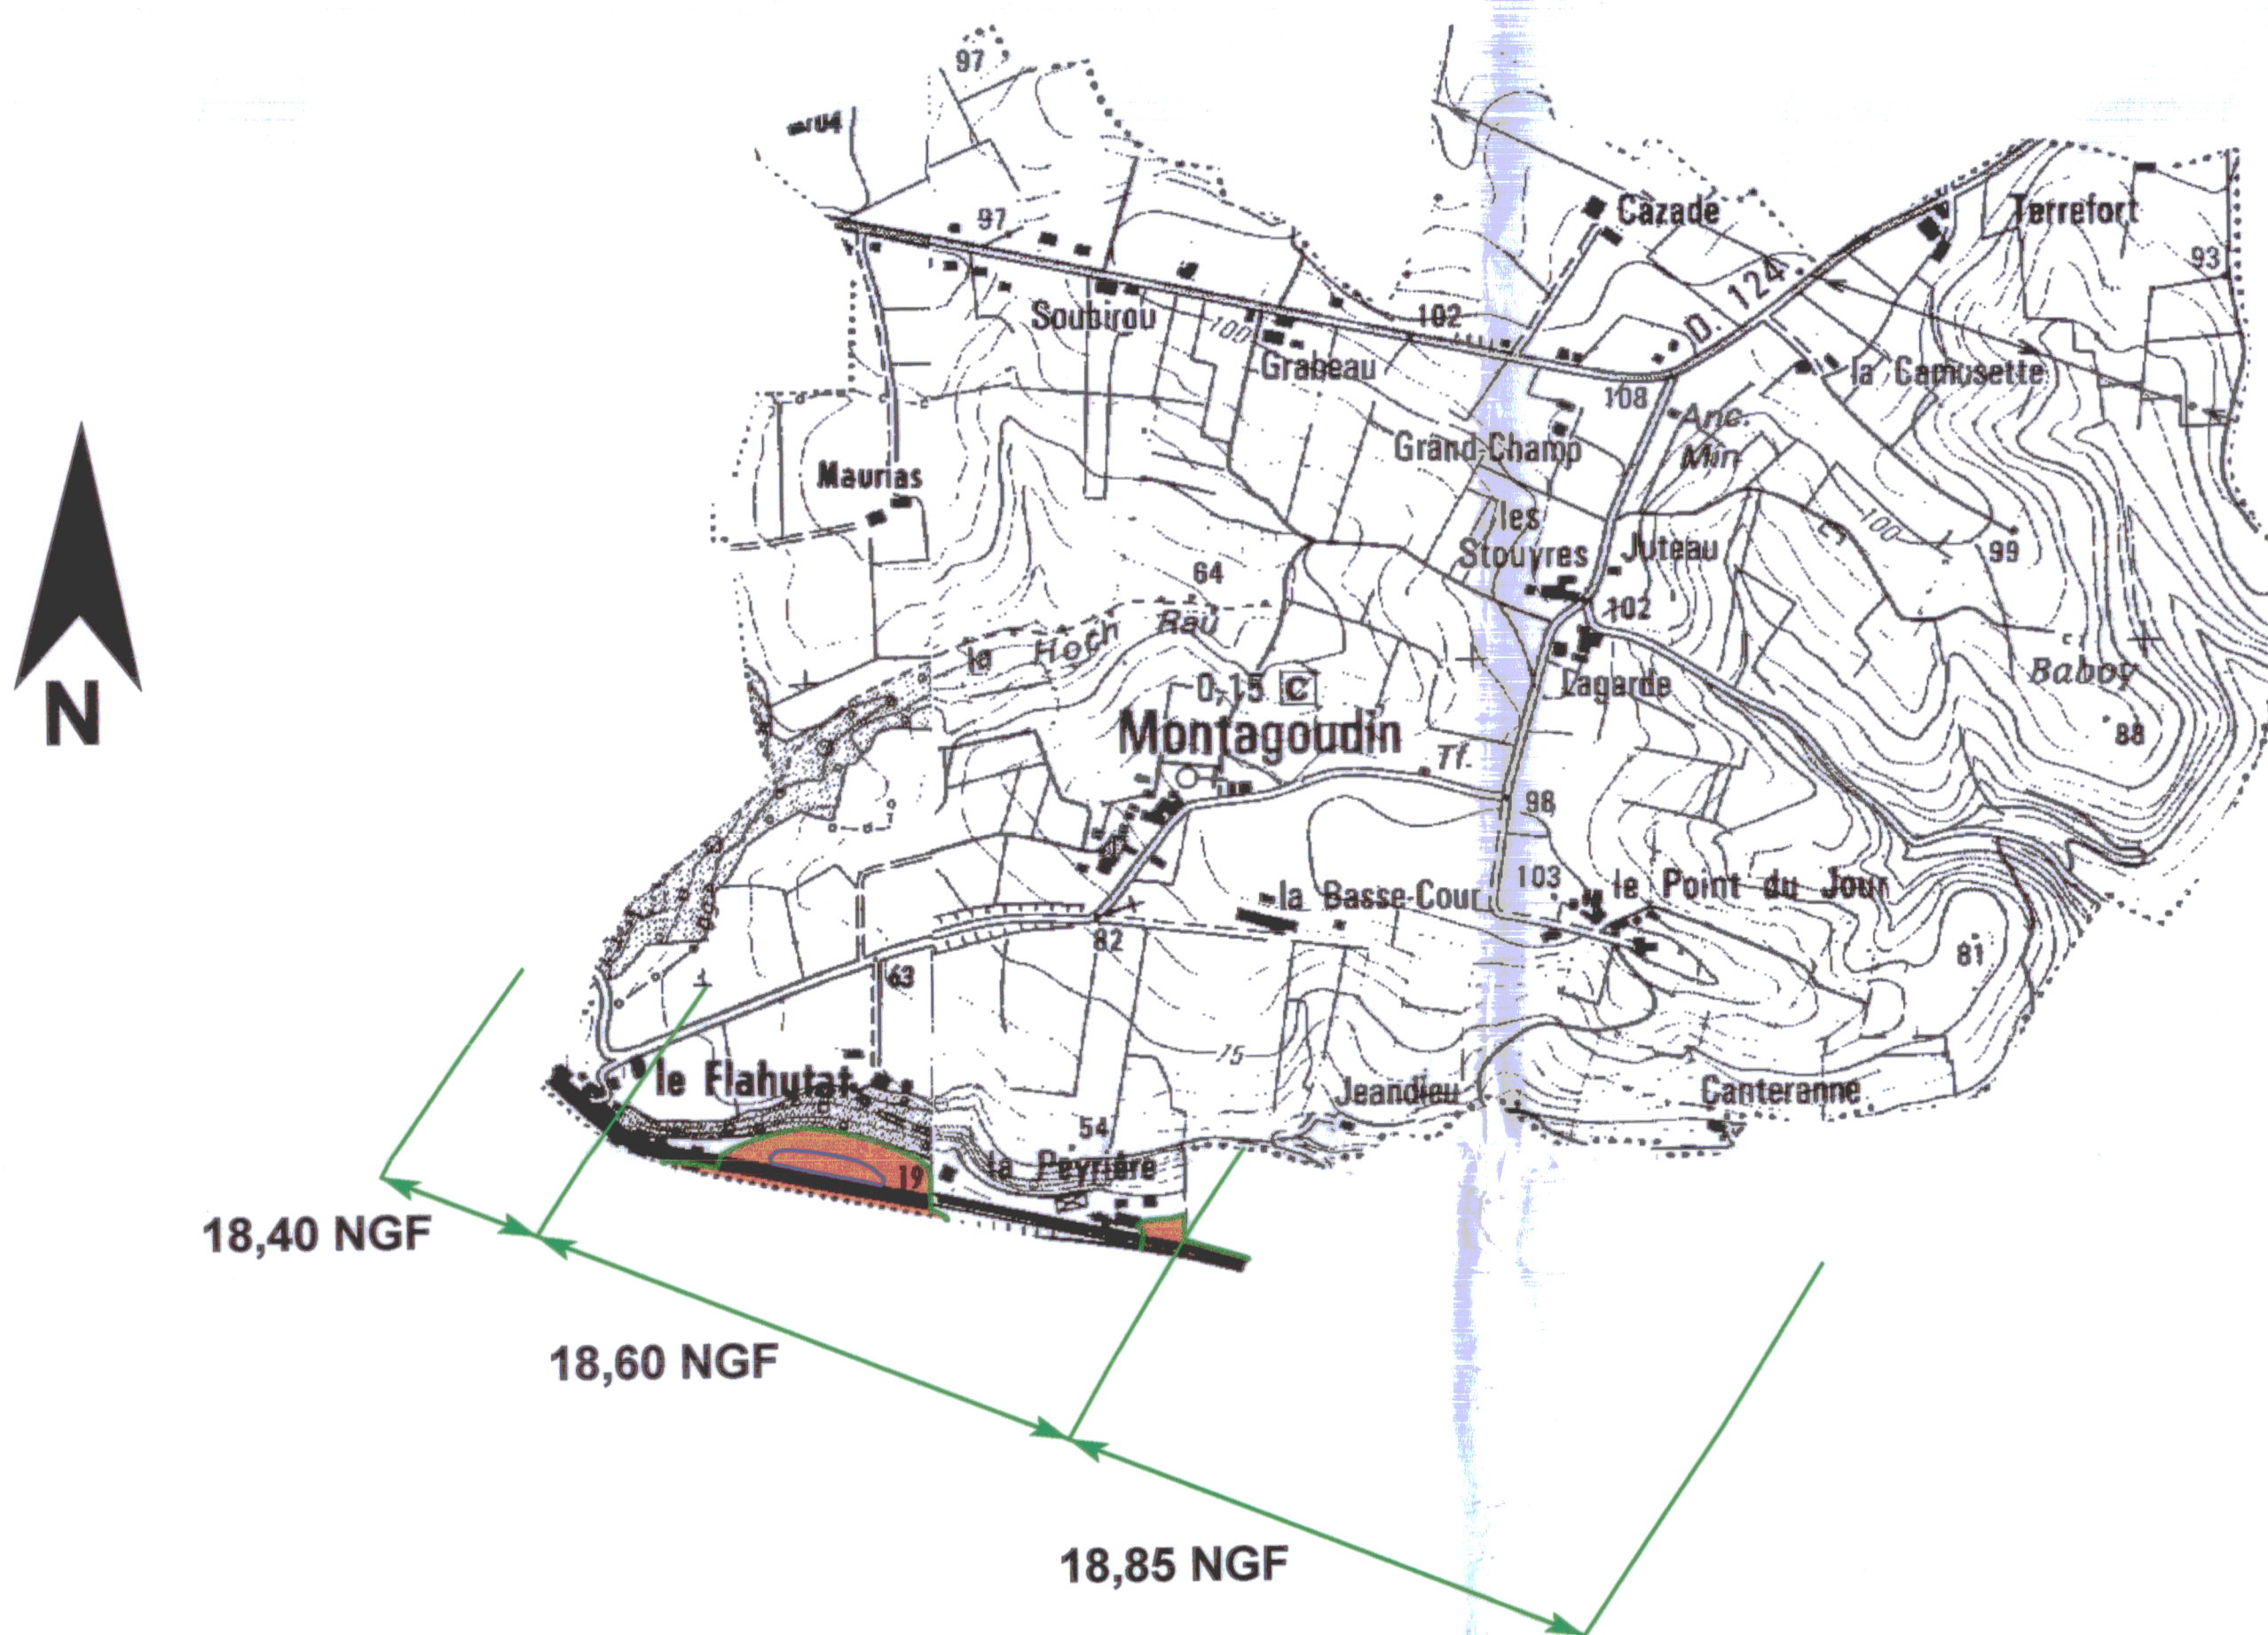 97
97
Cazade
Terrefort
93
Soubirou
100
102
D. 124
Grabeau
la Camusette
108
Anc.
Min
Grand-Champ
Maurias
les
Stouyres
Juteau
100
99
64
102
la Hoch Rau
Baboy
0,15 C
Lagarde
Montagoudin
88
Tf.
N
98
103
le Point du Jour
la Basse-Cour
82
81
63
75
le Flahutat
Jeandieu
Canteranne
54
la Peyrière
19
18,40 NGF
18,60 NGF
18,85 NGF